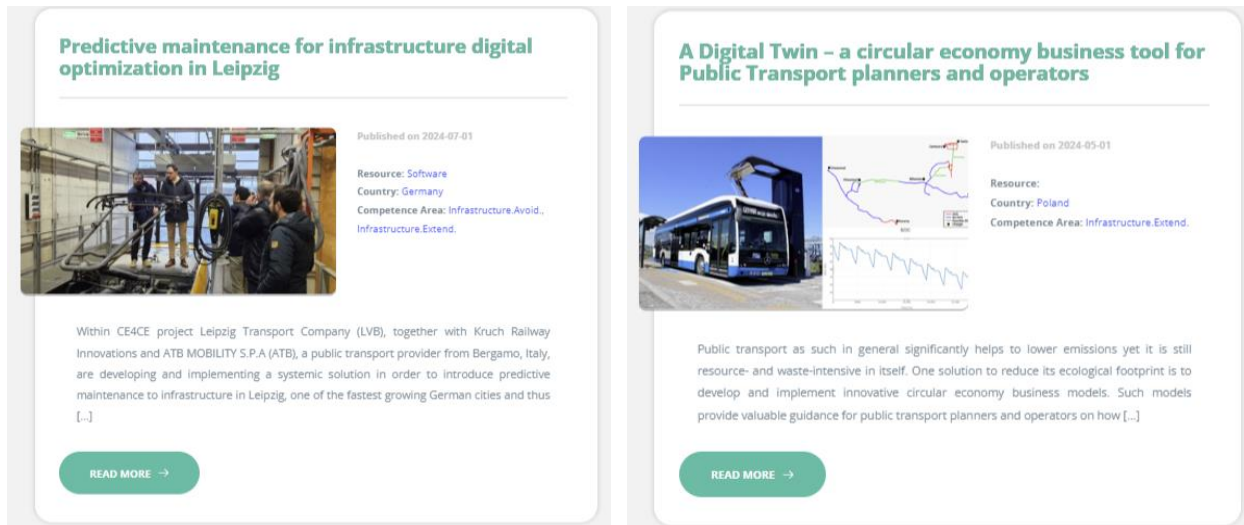 Predictive maintenance for infrastructure digital
optimization in Leipzig
Published on 2024-07-01
Resource: Software
Country: Germany
Competence Area: Infrastructure.Avoid.,
Infrastructure.Extend.
Within CE4CE project Leipzig Transport Company (LVB), together with Kruch Railway
Innovations and ATB MOBILITY S.P.A (ATB), a public transport provider from Bergamo, Italy,
are developing and implementing a systemic solution in order to introduce predictive
maintenance to infrastructure in Leipzig, one of the fastest growing German cities and thus
[...]
READ MORE →
A Digital Twin – a circular economy business tool for
Public Transport planners and operators
Published on 2024-05-01
Resource:
Country: Poland
Competence Area: Infrastructure.Extend.
Public transport as such in general significantly helps to lower emissions yet it is still
resource- and waste-intensive in itself. One solution to reduce its ecological footprint is to
develop and implement innovative circular economy business models. Such models
provide valuable guidance for public transport planners and operators on how [...]
READ MORE →